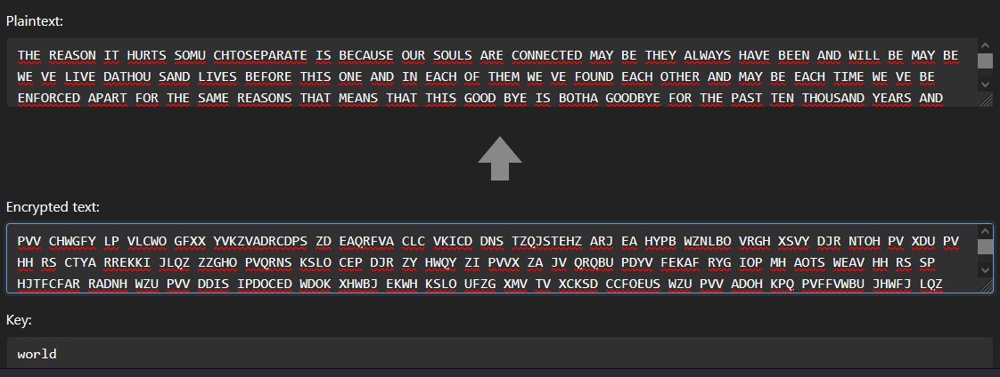 Plaintext:
THE REASON IT HURTS SOMU CHTOSEPARATE IS BECAUSE OUR SOULS ARE CONNECTED MAY BE THEY ALWAYS HAVE BEEN AND WILL BE MAY BE
WE VE LIVE DATHOU SAND LIVES BEFORE THIS ONE AND IN EACH OF THEM WE VE FOUND EACH OTHER AND MAY BE EACH TIME WE VE BE
ENFORCED APART FOR THE SAME REASONS THAT MEANS THAT THIS GOOD BYE IS BOTHA GOODBYE FOR THE PAST TEN THOUSAND YEARS AND
Encrypted text:
PVV CHWGFY LP VLCWO GFXX YVKZVADRCDPS ZD EAQRFVA CLC VKICD DNS TZQJSTEHZ ARJ EA HYPB WZNLBO VRGH XSVY DJR NTOH PV XDU PV
HH RS CTYA RREKKI JLQZ ZZGHO PVQRNS KSLO CEP DJR ZY HWQY ZI PVVX ZA JV QRQBU PDYV FEKAF RYG IOP MH AOTS WEAV HH RS SP
HJTFCFAR RADNH WZU PVV DDIS IPDOCED WDOK XHWBJ EKWH KSLO UFZG XMV TV XCKSD CCFOEUS WZU PVV ADOH KPQ PVFFVWBU JHWFJ LQZ
Key:
world